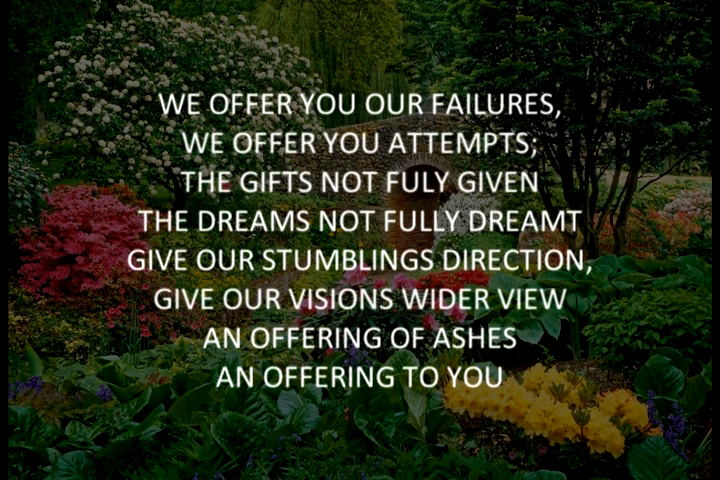 WE OFFER YOU OUR FAILURES,
WE OFFER YOU ATTEMPTS;
THE GIFTS NOT FULY GIVEN
THE DREAMS NOT FULLY DREAMT
GIVE OUR STUMBLINGS DIRECTION,
GIVE OUR VISIONS WIDER VIEW
AN OFFERING OF ASHES
AN OFFERING TO YOU